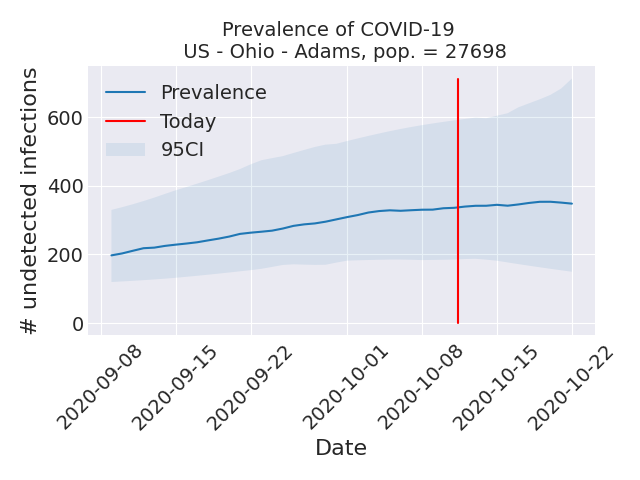 Prevalence of COVID-19
US - Ohio - Adams, pop. = 27698
# undetected infections
600
400
200
0
Prevalence
Today
95CI
2020-09-08
2020-09-15
2020-09-22
2020-10-01
2020-10-08
2020-10-15
2020-10-22
Date